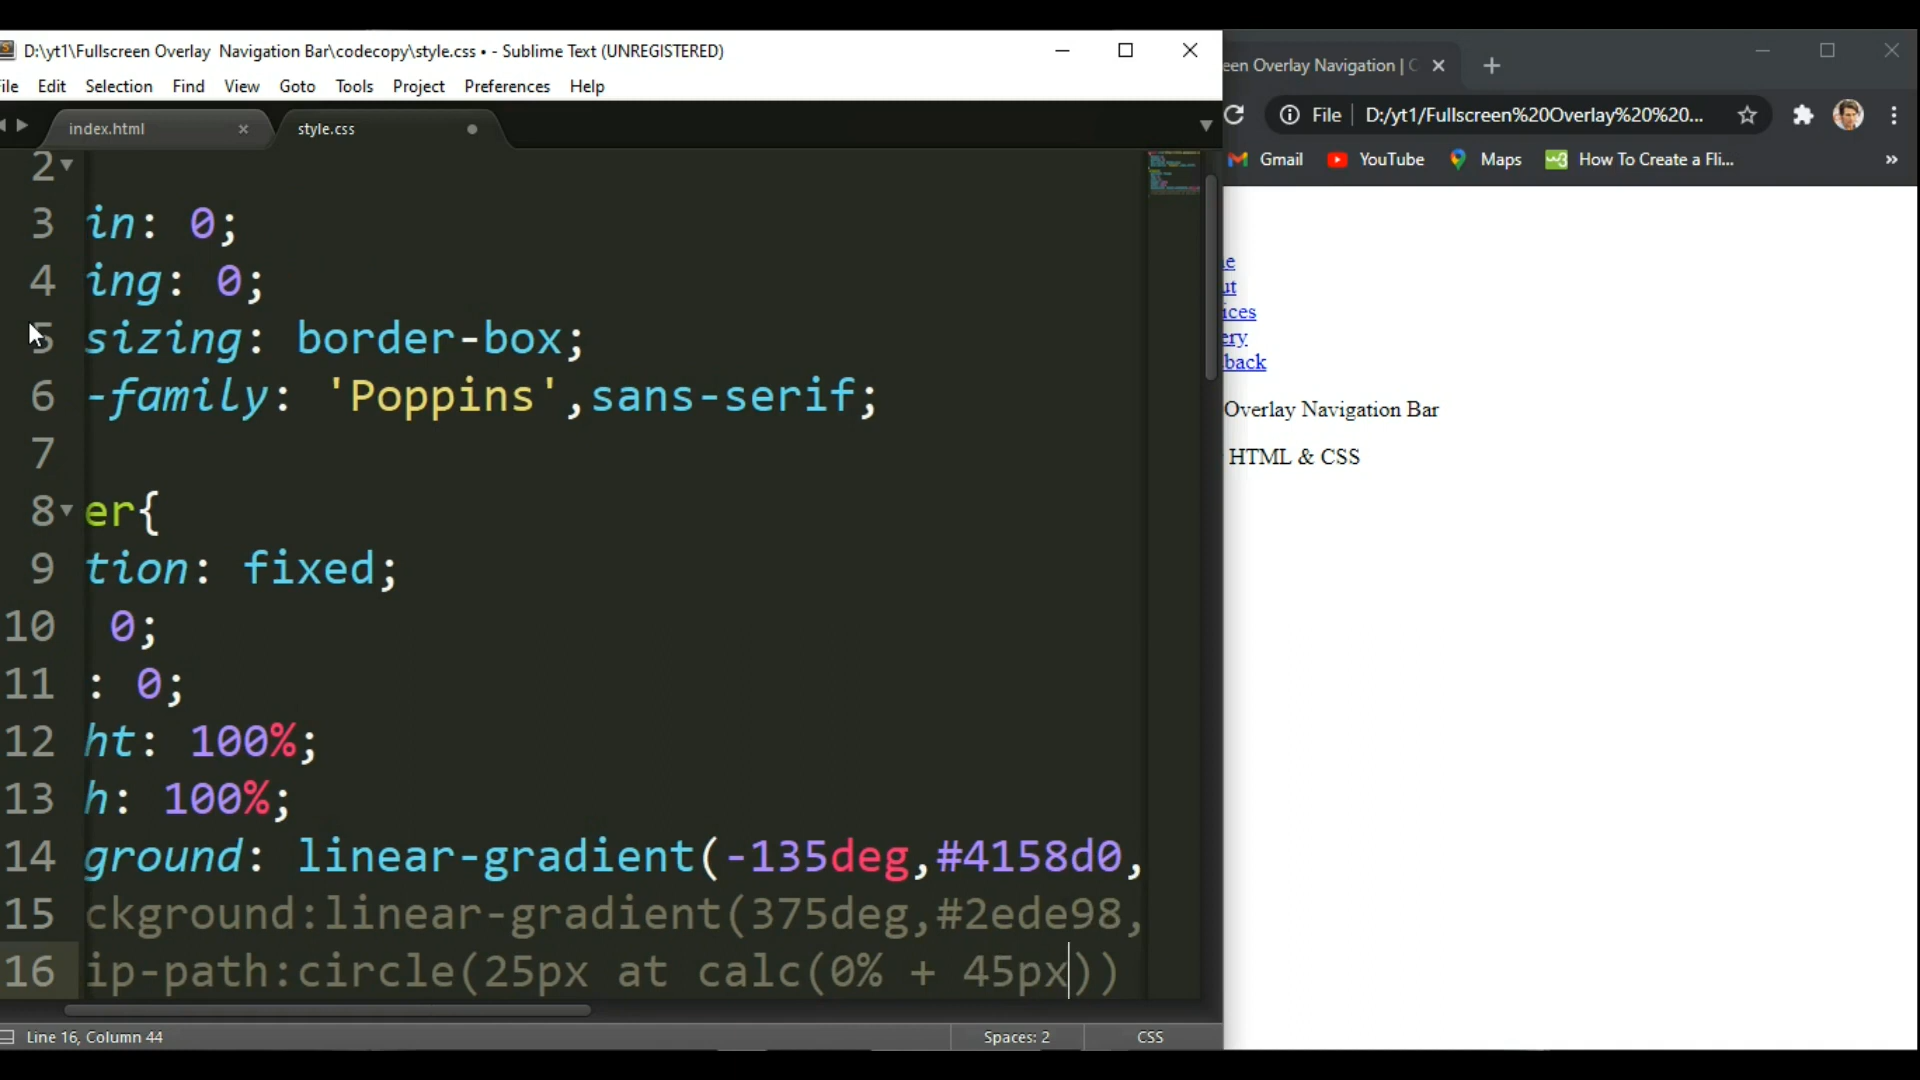 D:\yt1\Fullscreen Overlay Navigation Bar\codecopy\style.css • - Sublime Text (UNREGISTERED)
ile Edit Selection Find View Goto Tools Project Preferences Help
index.html style.css
2
3 in: 0;
4 ing: 0;
5 sizing: border-box;
6 -family: 'Poppins',sans-serif;
7
8 er{
9 tion: fixed;
10 0;
11 : 0;
12 ht: 100%;
13 h: 100%;
14 ground: linear-gradient(-135deg,#4158d0,
15 ckground:linear-gradient(375deg,#2ede98,
16 ip-path:circle(25px at calc(0% + 45px))
Line 16, Column 44 Spaces: 2 CSS
een Overlay Navigation | C
File D:/yt1/Fullscreen%20Overlay%20%20...
Gmail YouTube Maps How To Create a Fli... »
e
ut
ices
ery
back
Overlay Navigation Bar
HTML & CSS